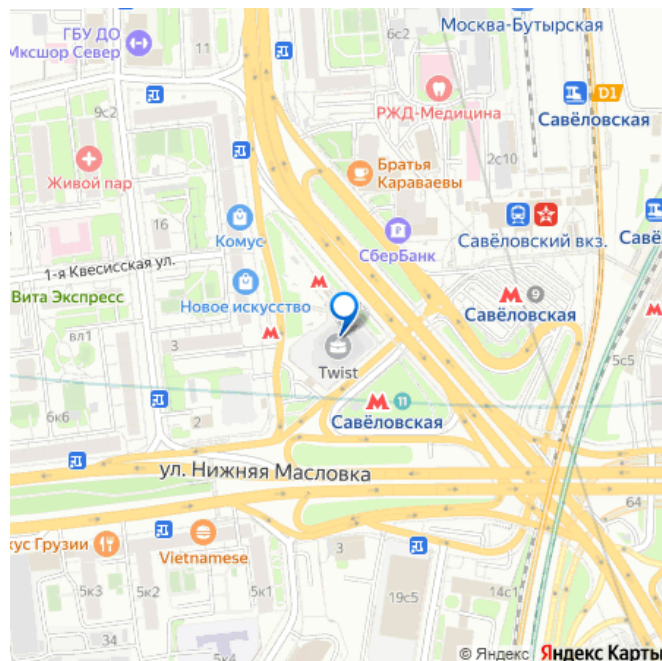 ГБУ ДО
Мксшор Север
11
6с2
Москва-Бутырская
D1
Савёловская
РЖД-Медицина
9с2
Живой пар
Братья
Караваевы
2с10
16
Комус
СберБанк
Савёловский вкз.
Савё
1-я Квесисская ул.
Вита Экспресс
Новое искусство
9
Савёловская
вл1
3
Twist
5с5
11
Савёловская
6к6
2
ул. Нижняя Масловка
64
кус Грузии
Vietnamese
3
5к3
5к2
5к1
5к1
19с5
14с1
34
© Яндекс Яндекс Карты